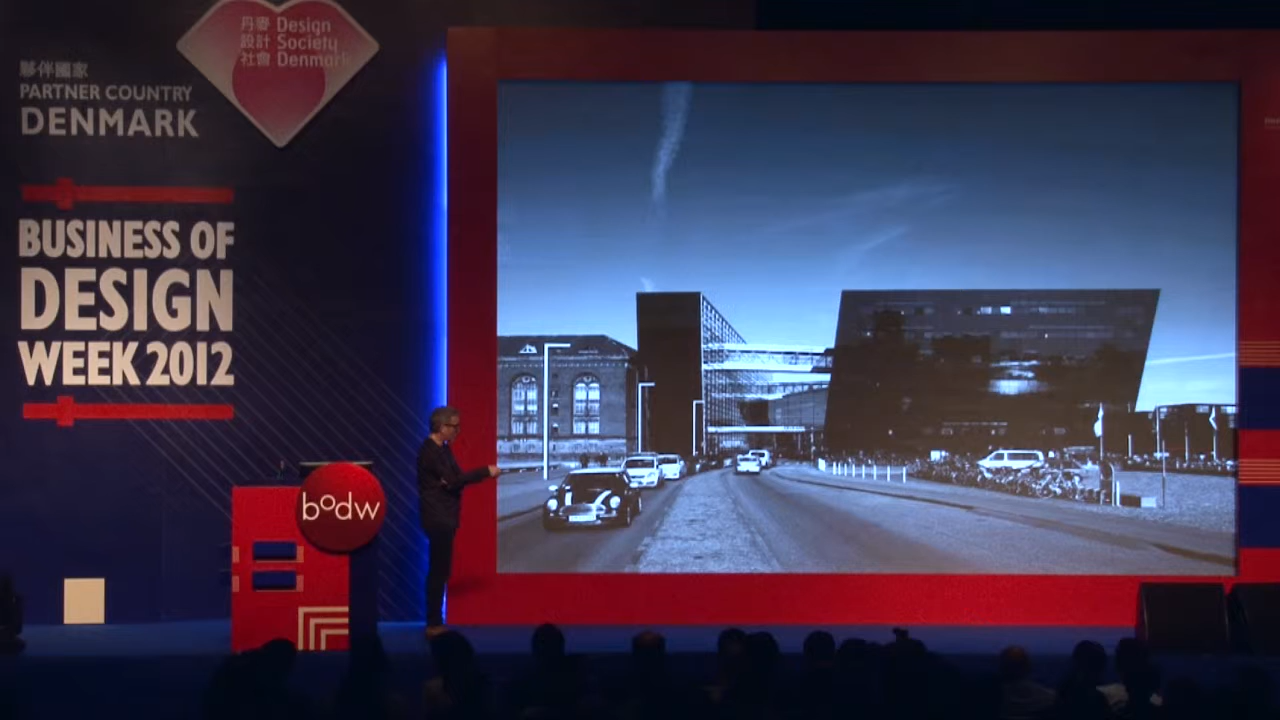 丹麥 Design
設計 Society
社會 Denmark
夥伴國家
PARTNER COUNTRY
DENMARK
BUSINESS OF
DESIGN
WEEK 2012
bodw